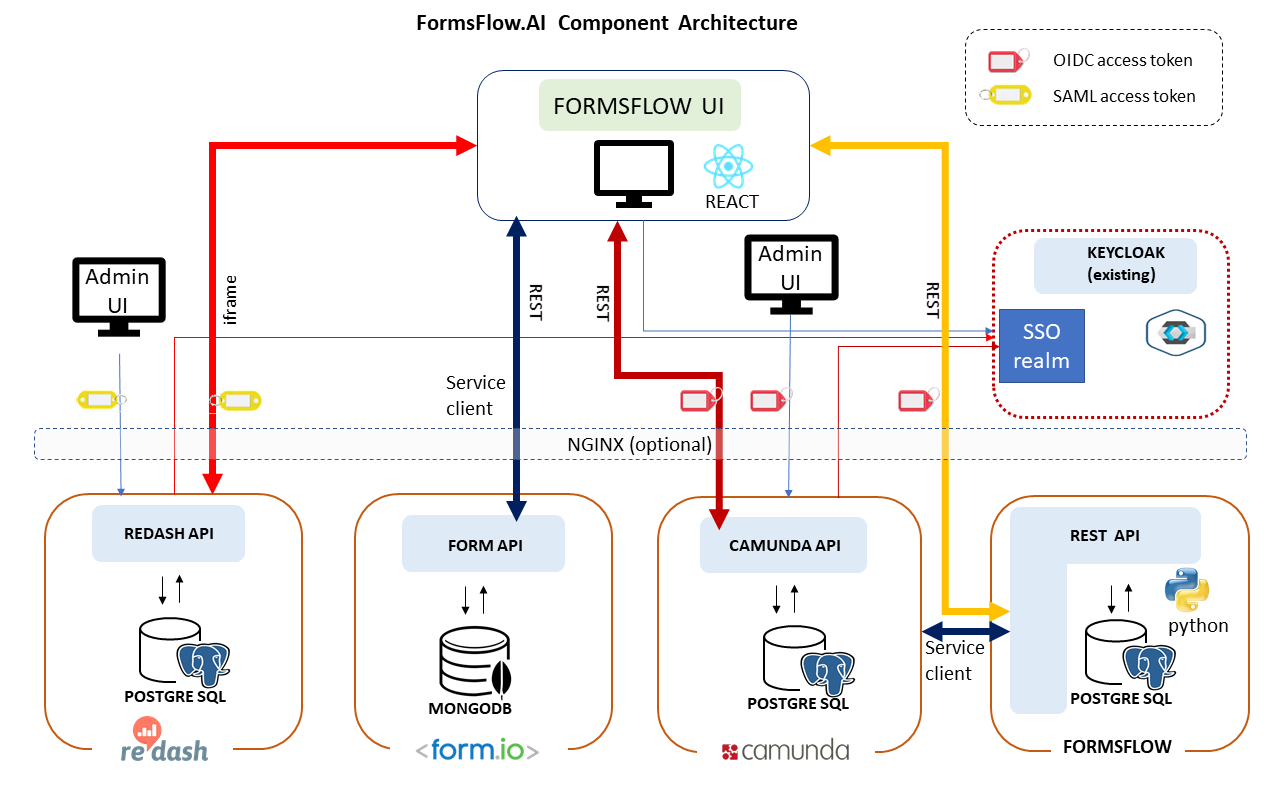 FormsFlow.AI Component Architecture
OIDC access token
SAML access token
FORMSFLOW UI
REACT
Admin
UI
iframe
REST
REST
Admin
UI
REST
KEYCLOAK
(existing)
SSO
realm
Service
client
NGINX (optional)
REDASH API
POSTGRE SQL
re:dash
FORM API
MONGODB
<form.io>
CAMUNDA API
POSTGRE SQL
camunda
Service
client
REST API
python
POSTGRE SQL
FORMSFLOW